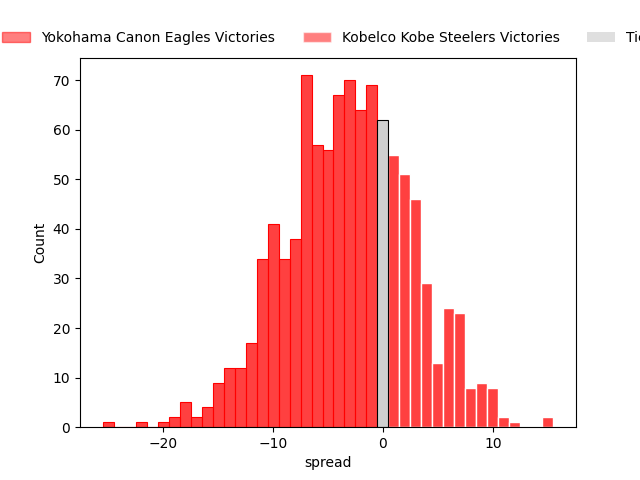 Yokohama Canon Eagles Victories Kobelco Kobe Steelers Victories
70
60
50
40
30
20
10
0
Count
−20 −10 0 10
spread